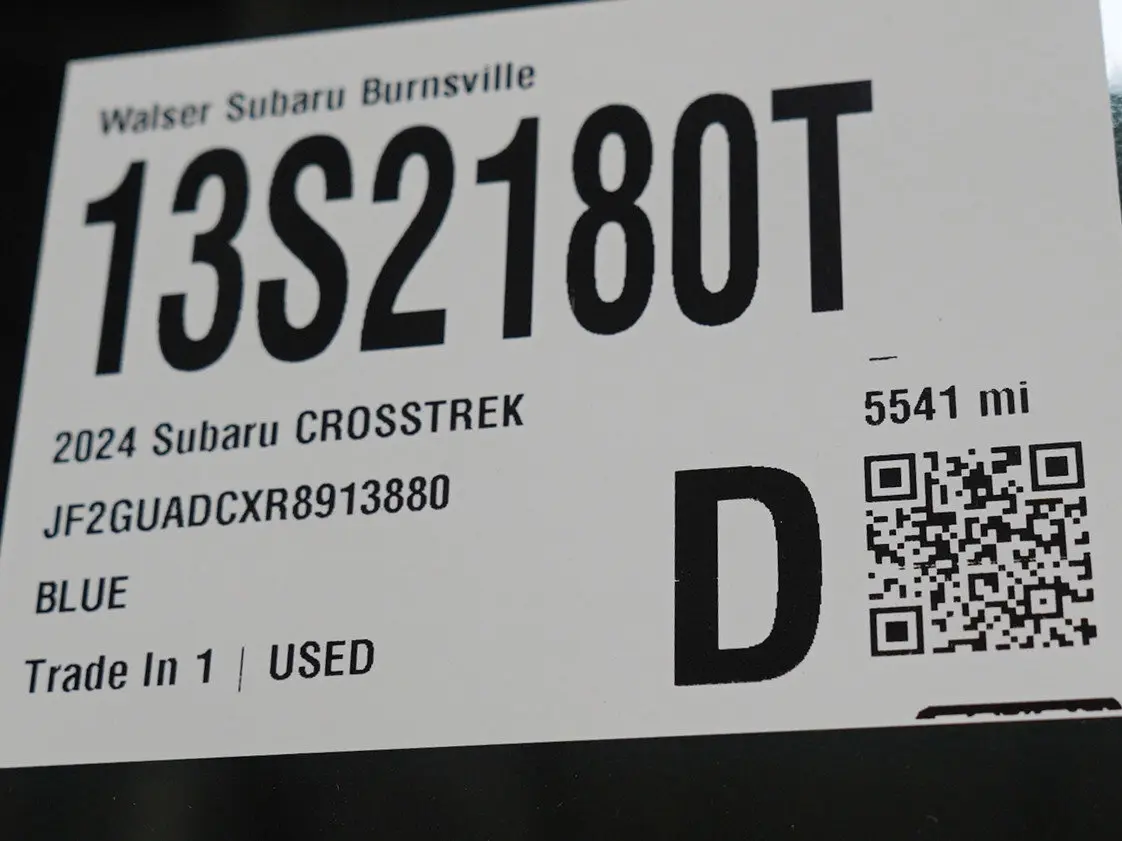 Walser Subaru Burnsville
13S2180T
5541 mi
2024 Subaru CROSSTREK
JF2GUADCXR8913880
BLUE
D
Trade In 1 | USED